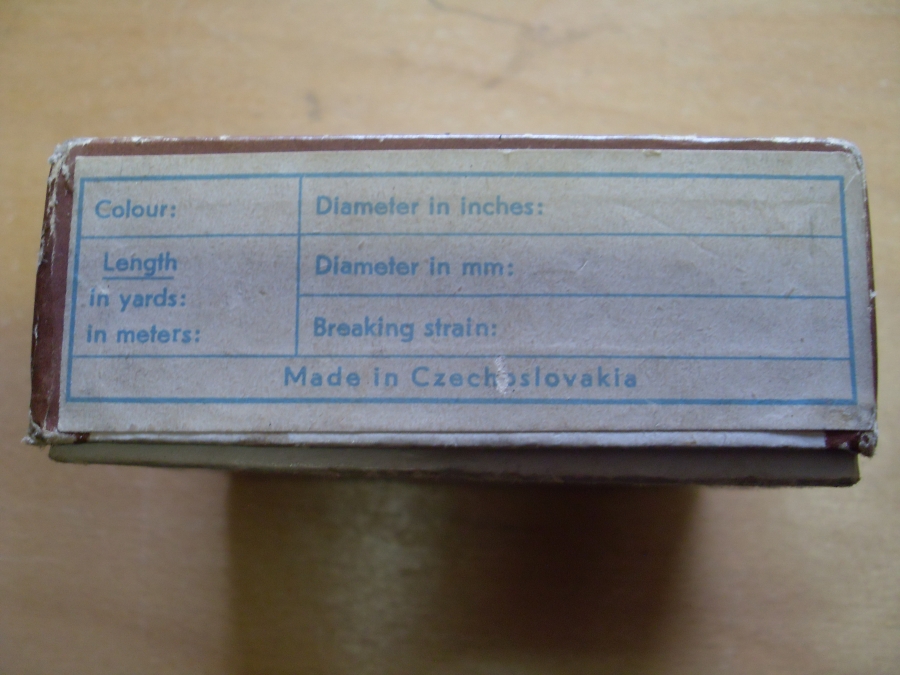 Colour:
Length
in yards:
in meters:
Diameter in inches:
Diameter in mm:
Breaking strain:
Made in Czechoslovakia